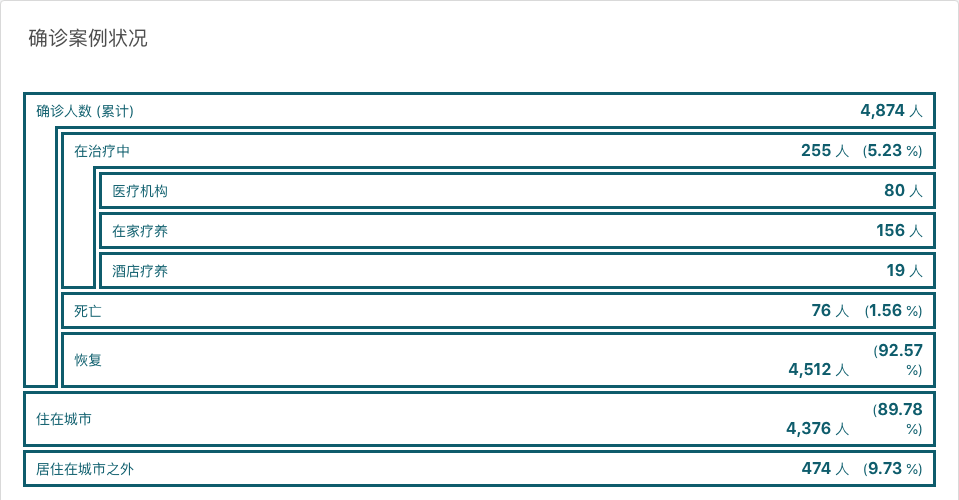 确诊案例状况
确诊人数 (累计) 4,874 人
在治疗中 255 人 (5.23 %)
医疗机构 80 人
在家疗养 156 人
酒店疗养 19 人
死亡 76 人 (1.56 %)
恢复 4,512 人 (92.57 %)
住在城市 4,376 人 (89.78 %)
居住在城市之外 474 人 (9.73 %)